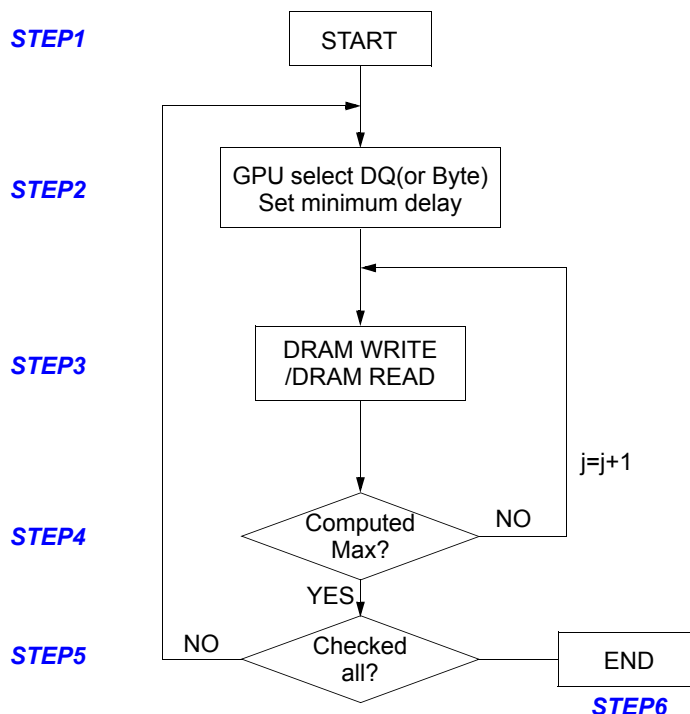 STEP1
START
STEP2
GPU select DQ(or Byte)
Set minimum delay
STEP3
DRAM WRITE
/DRAM READ
j=j+1
STEP4
Computed
Max?
NO
YES
STEP5
NO
Checked
all?
END
STEP6